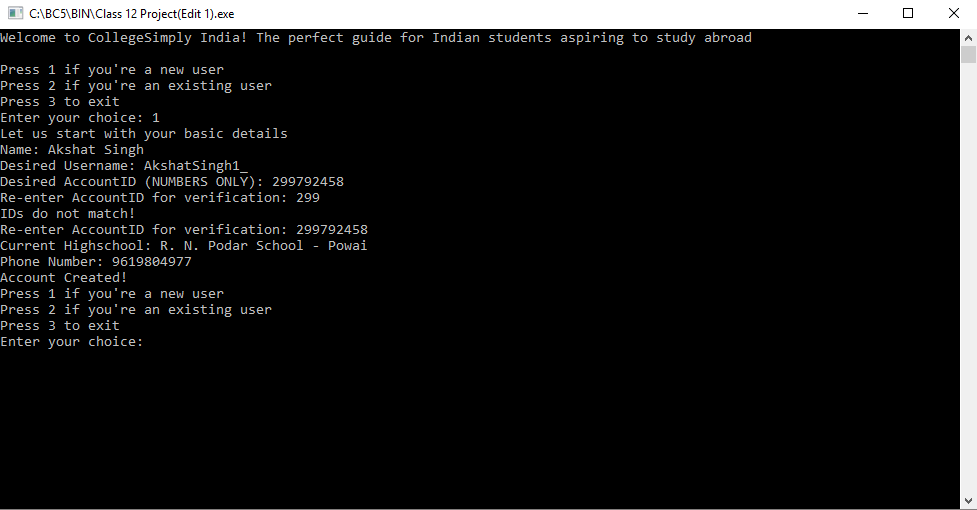 C:\BC5\BIN\Class 12 Project(Edit 1).exe
Welcome to CollegeSimply India! The perfect guide for Indian students aspiring to study abroad
Press 1 if you're a new user
Press 2 if you're an existing user
Press 3 to exit
Enter your choice: 1
Let us start with your basic details
Name: Akshat Singh
Desired Username: AkshatSingh1_
Desired AccountID (NUMBERS ONLY): 299792458
Re-enter AccountID for verification: 299
IDs do not match!
Re-enter AccountID for verification: 299792458
Current Highschool: R. N. Podar School - Powai
Phone Number: 9619804977
Account Created!
Press 1 if you're a new user
Press 2 if you're an existing user
Press 3 to exit
Enter your choice: